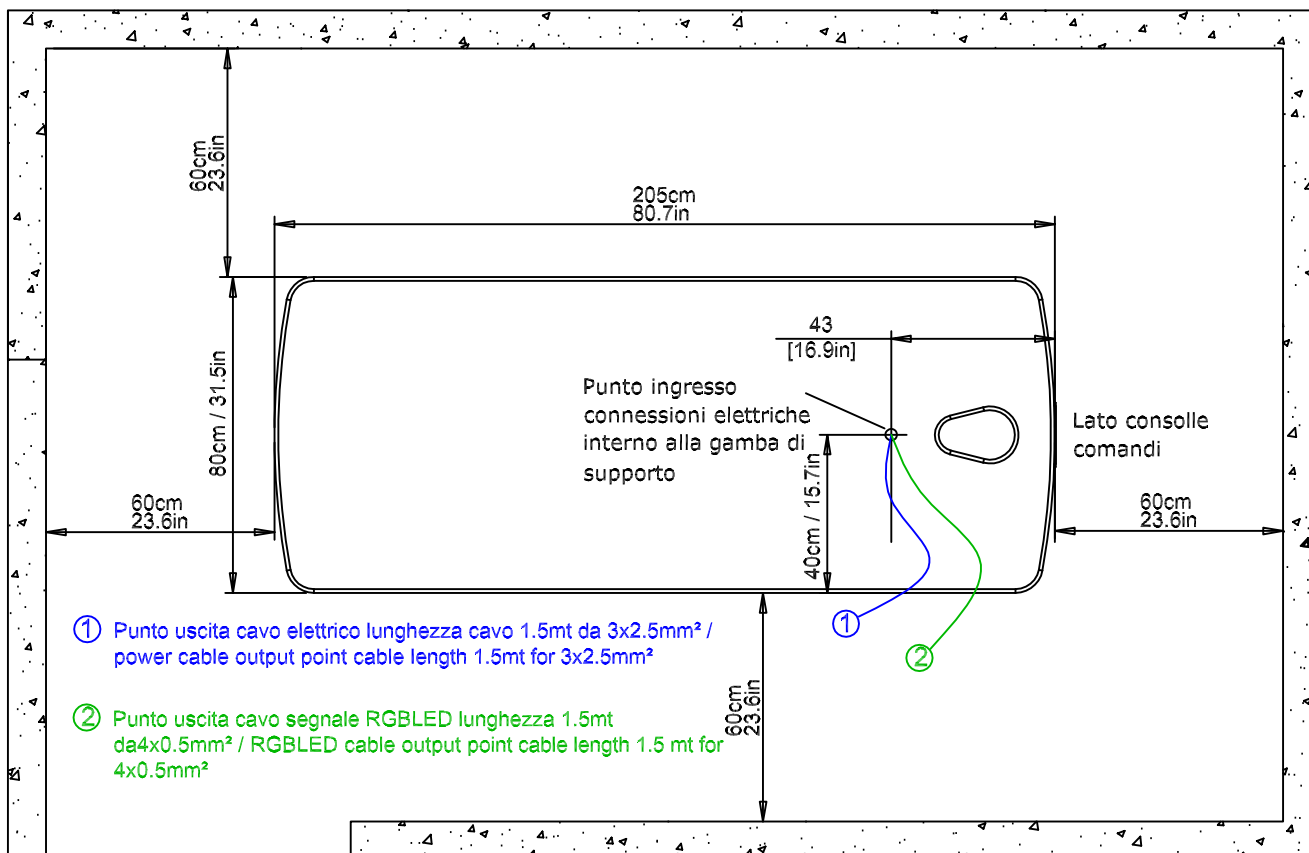 60cm
23.6in
205cm
80.7in
80cm / 31.5in
43
[16.9in]
Punto ingresso
connessioni elettriche
interno alla gamba di
supporto
Lato consolle
comandi
40cm / 15.7in
60cm
23.6in
60cm
23.6in
1
2
1 Punto uscita cavo elettrico lunghezza cavo 1.5mt da 3x2.5mm² /
power cable output point cable length 1.5mt for 3x2.5mm²
2 Punto uscita cavo segnale RGBLED lunghezza 1.5mt
da4x0.5mm² / RGBLED cable output point cable length 1.5 mt for
4x0.5mm²
60cm
23.6in